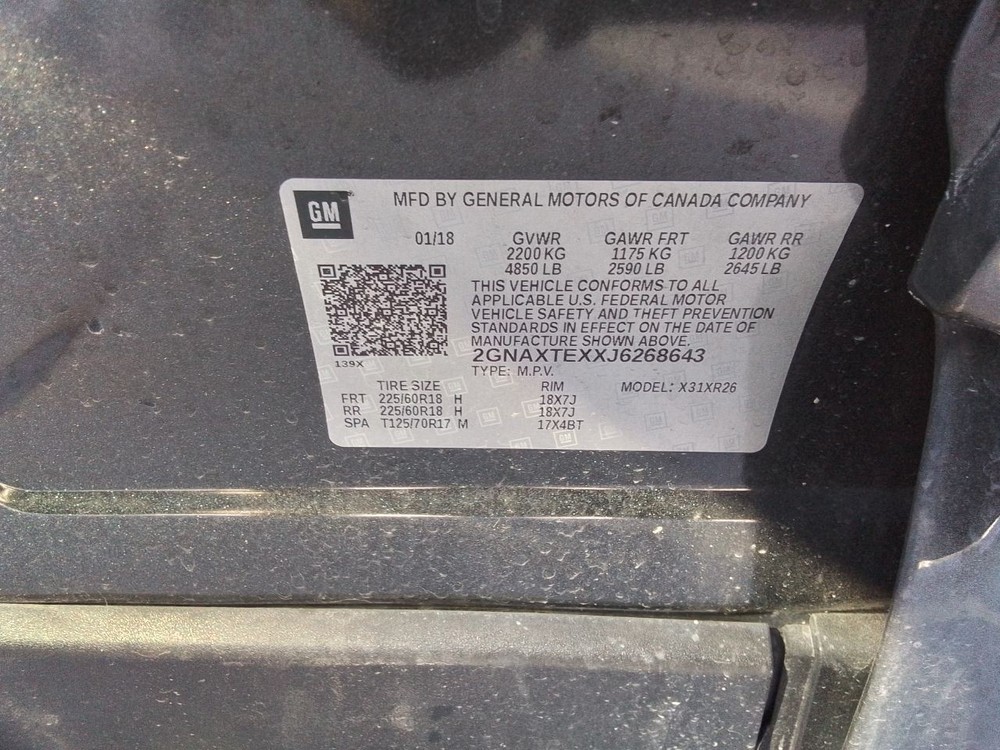 GM
MFD BY GENERAL MOTORS OF CANADA COMPANY
01/18 GVWR GAWR FRT GAWR RR
2200 KG 1175 KG 1200 KG
4850 LB 2590 LB 2645 LB
THIS VEHICLE CONFORMS TO ALL
APPLICABLE U.S. FEDERAL MOTOR
VEHICLE SAFETY AND THEFT PREVENTION
STANDARDS IN EFFECT ON THE DATE OF
MANUFACTURE SHOWN ABOVE.
2GNAXTEXXJ6268643
139X
TYPE: M.P.V.
TIRE SIZE RIM MODEL: X31XR26
FRT 225/60R18 H 18X7J
RR 225/60R18 H 18X7J
SPA T125/70R17 M 17X4BT